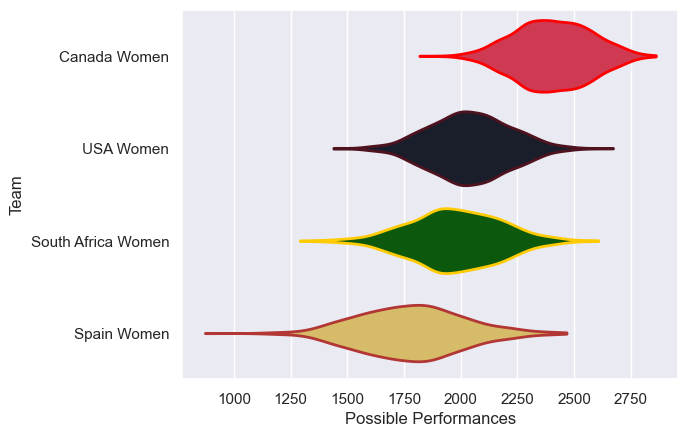 Canada Women
USA Women
South Africa Women
Spain Women
Team
1000 1250 1500 1750 2000 2250 2500 2750
Possible Performances